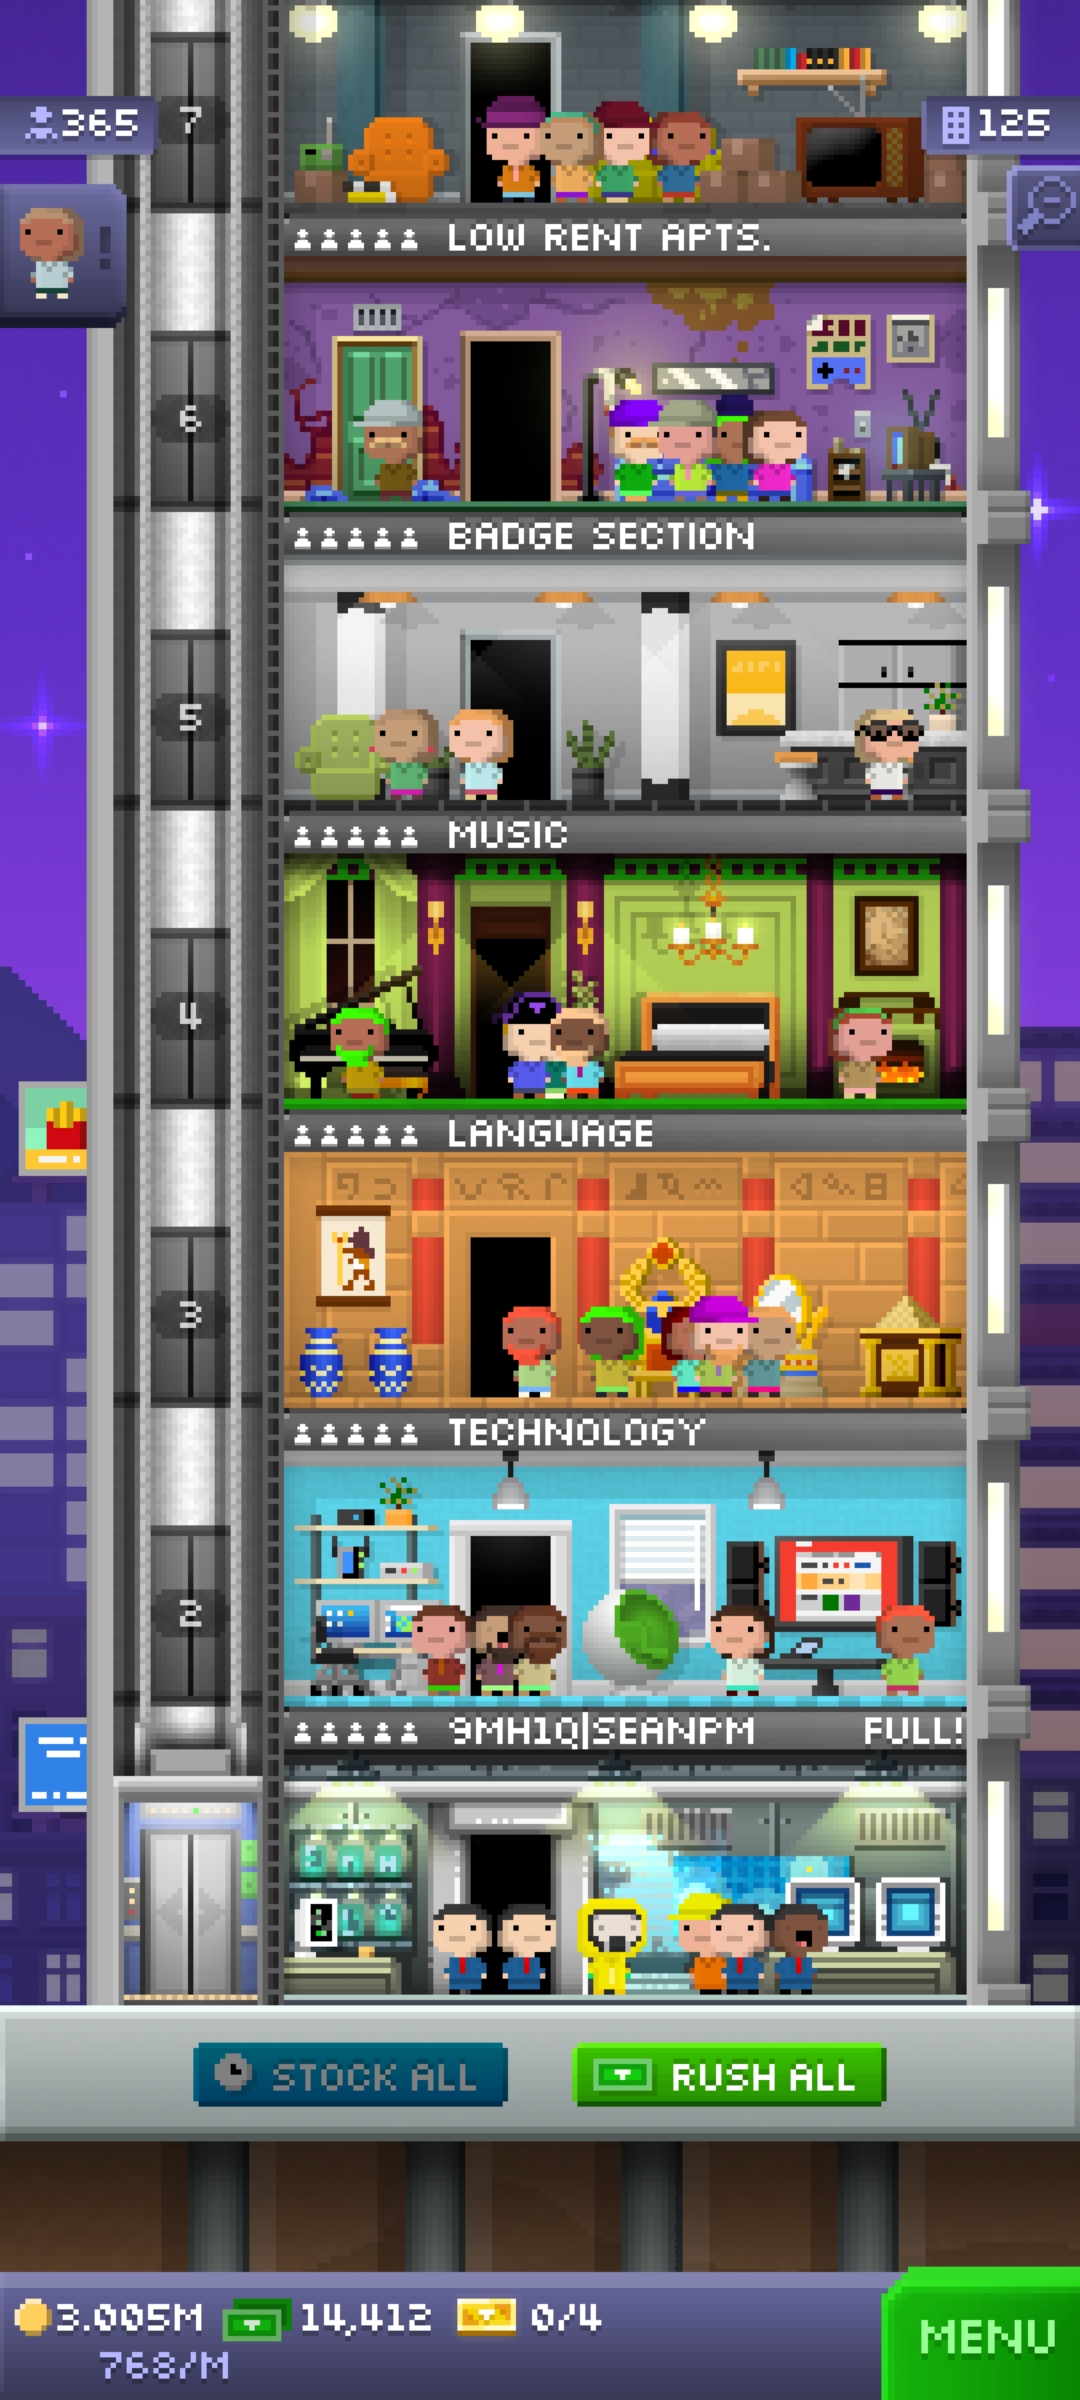 7
365
125
LOW RENT APTS.
6
BADGE SECTION
5
MUSIC
4
LANGUAGE
3
TECHNOLOGY
2
9MH1Q|SEANPM FULL!
STOCK ALL
RUSH ALL
3.005M 14,412 0/4
768/M
MENU